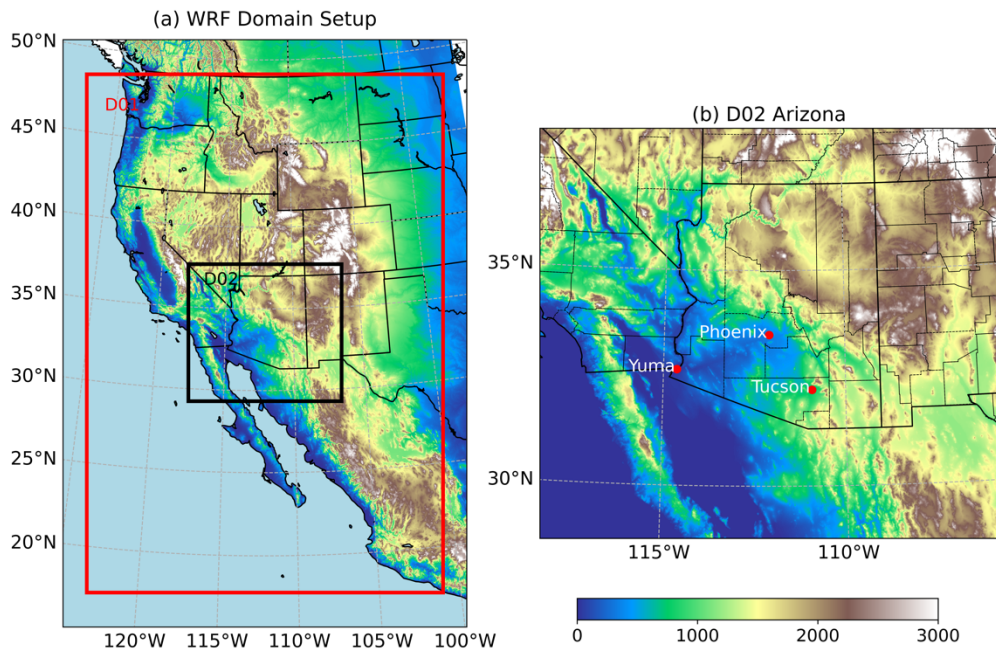 (a) WRF Domain Setup
50°N
D01
45°N
40°N
35°N
D02
30°N
25°N
20°N
120°W 115°W 110°W 105°W 100°W
(b) D02 Arizona
35°N
Phoenix
Yuma
Tucson
30°N
115°W 110°W
0 1000 2000 3000